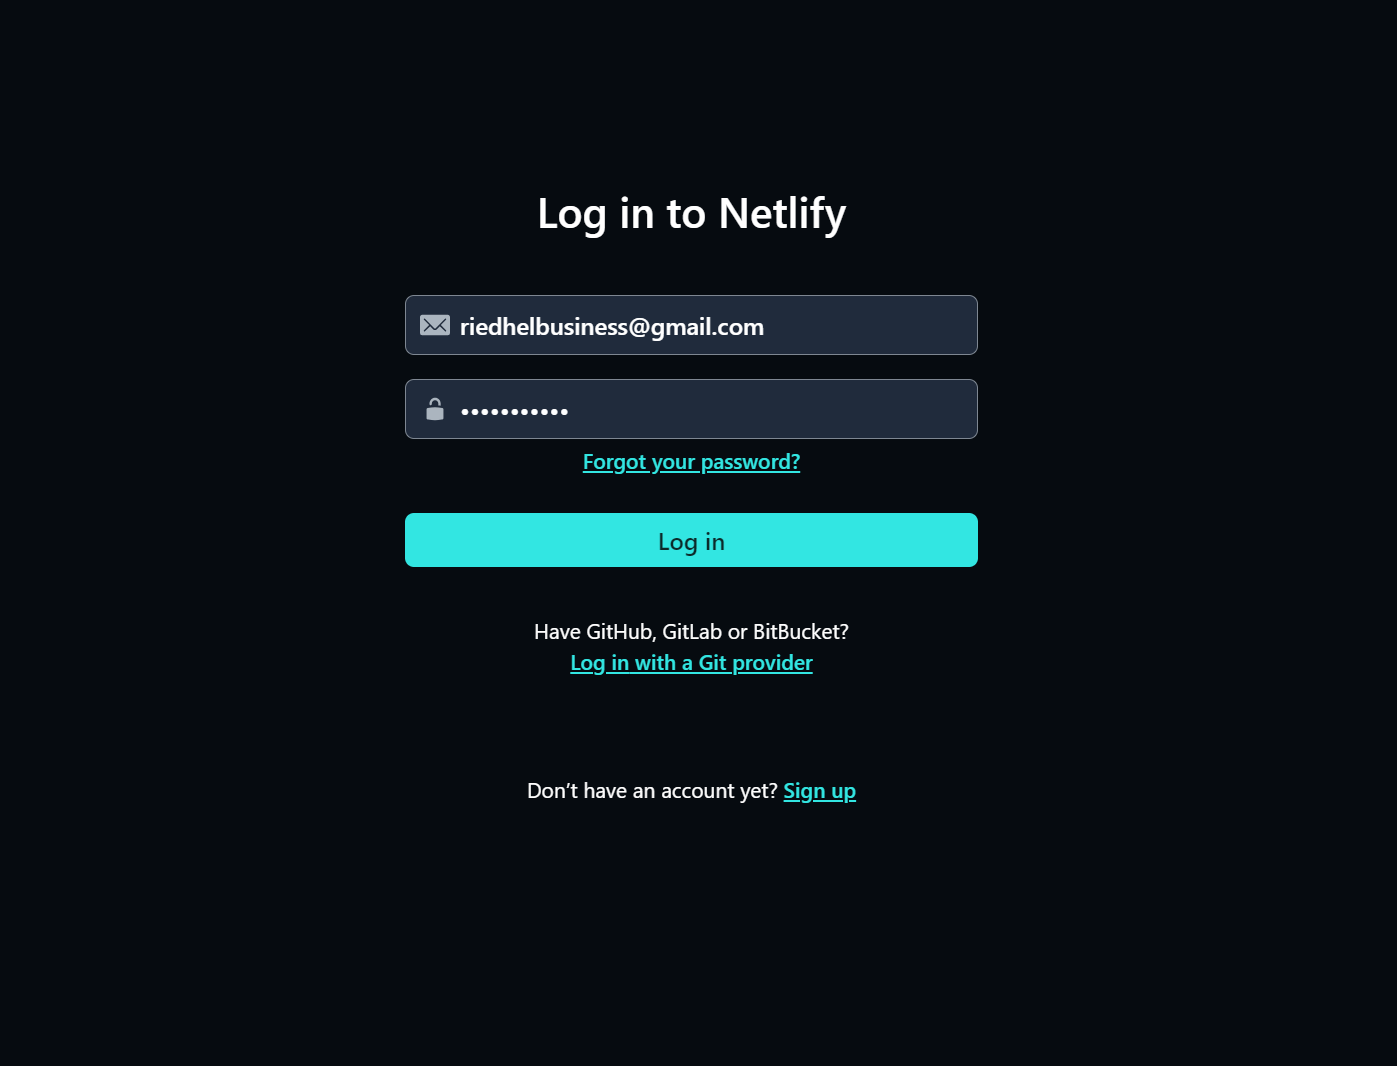 Log in to Netlify
riedhelbusiness@gmail.com
•••••••••••
Forgot your password?
Log in
Have GitHub, GitLab or BitBucket?
Log in with a Git provider
Don’t have an account yet? Sign up